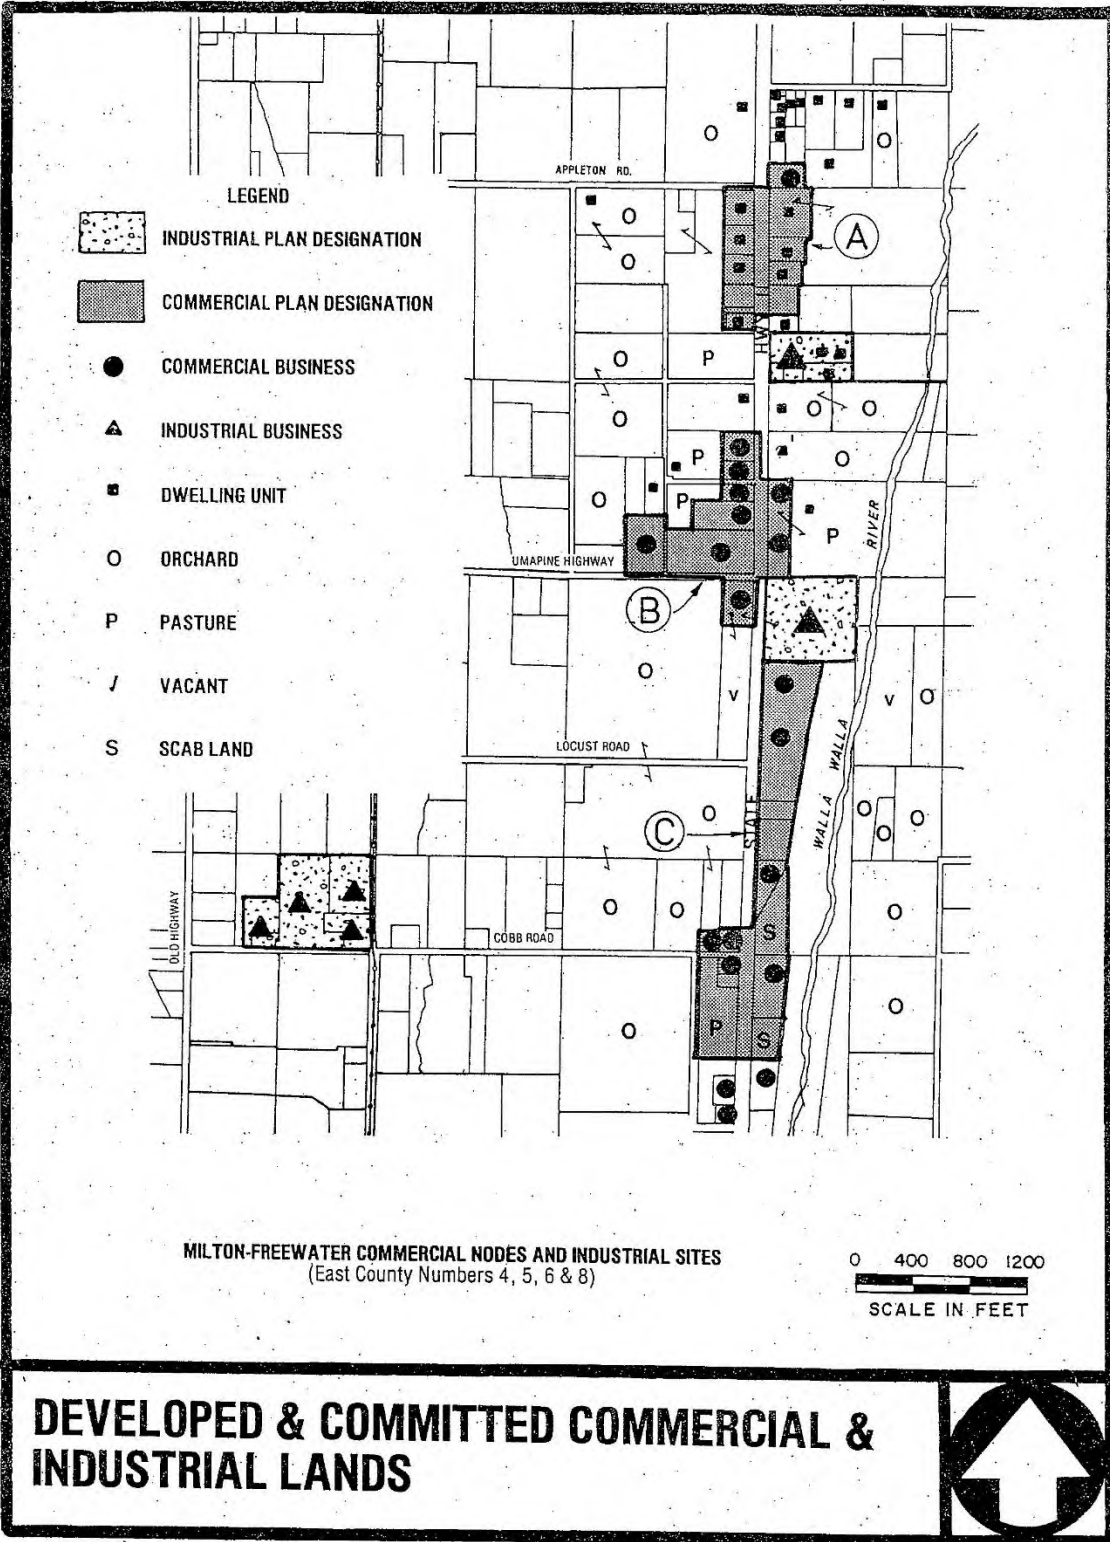 APPLETON RD.
LEGEND
INDUSTRIAL PLAN DESIGNATION
COMMERCIAL PLAN DESIGNATION
COMMERCIAL BUSINESS
INDUSTRIAL BUSINESS
DWELLING UNIT
O ORCHARD
P PASTURE
VACANT
S SCAB LAND
A
HWY
O
O
O
O
O
O
P
O
O
O
O
P
O
P
O
P
RIVER
UMAPINE HIGHWAY
B
O
V
V
O
LOCUST ROAD
WALLA WALLA
STATE
C
O
O
O
O
OLD HIGHWAY
O
O
O
S
COBB ROAD
O
P
S
O
MILTON-FREEWATER COMMERCIAL NODES AND INDUSTRIAL SITES
(East County Numbers 4, 5, 6 & 8)
0 400 800 1200
SCALE IN FEET
DEVELOPED & COMMITTED COMMERCIAL &
INDUSTRIAL LANDS